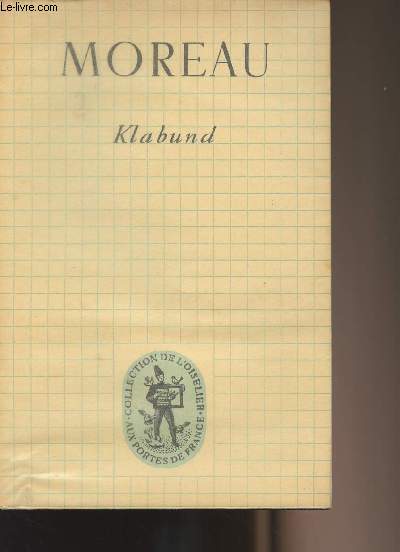 Le-livre.com
MOREAU
Klabund
COLLECTION DE L'OISELIER
AUX PORTES DE FRANCE